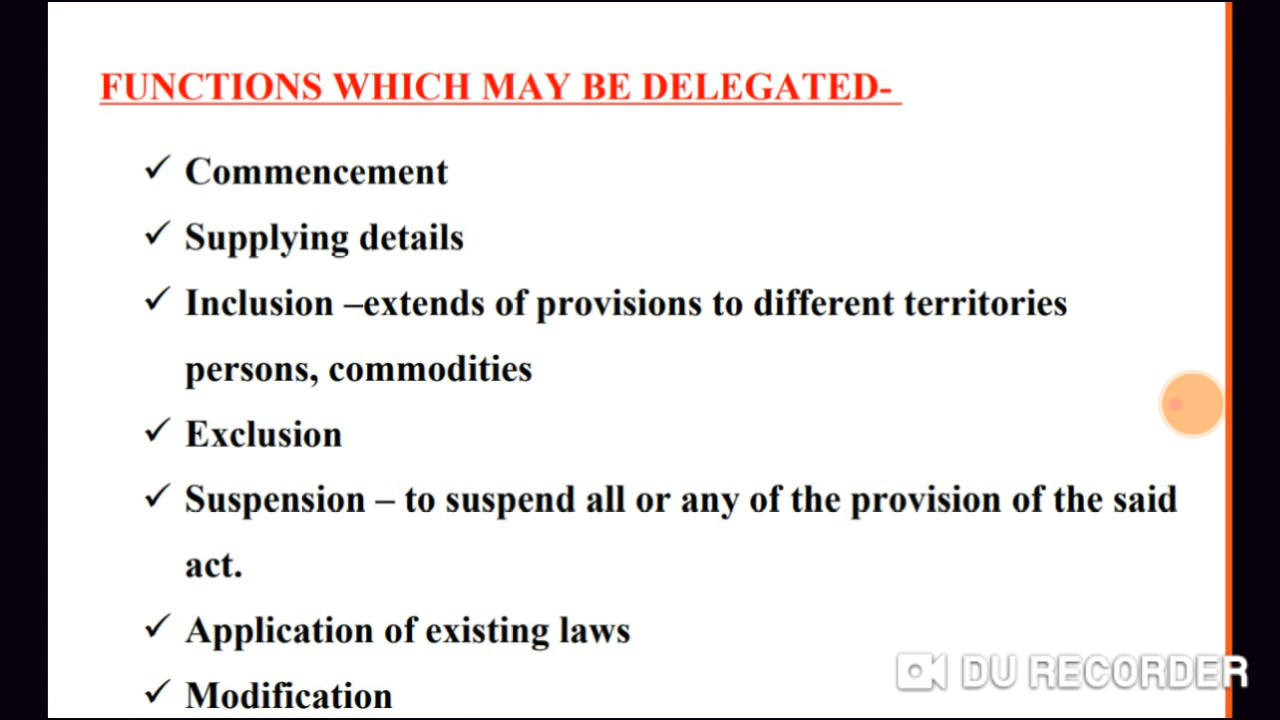 FUNCTIONS WHICH MAY BE DELEGATED-
✓ Commencement
✓ Supplying details
✓ Inclusion –extends of provisions to different territories
persons, commodities
✓ Exclusion
✓ Suspension – to suspend all or any of the provision of the said
act.
✓ Application of existing laws
✓ Modification
DU RECORDER